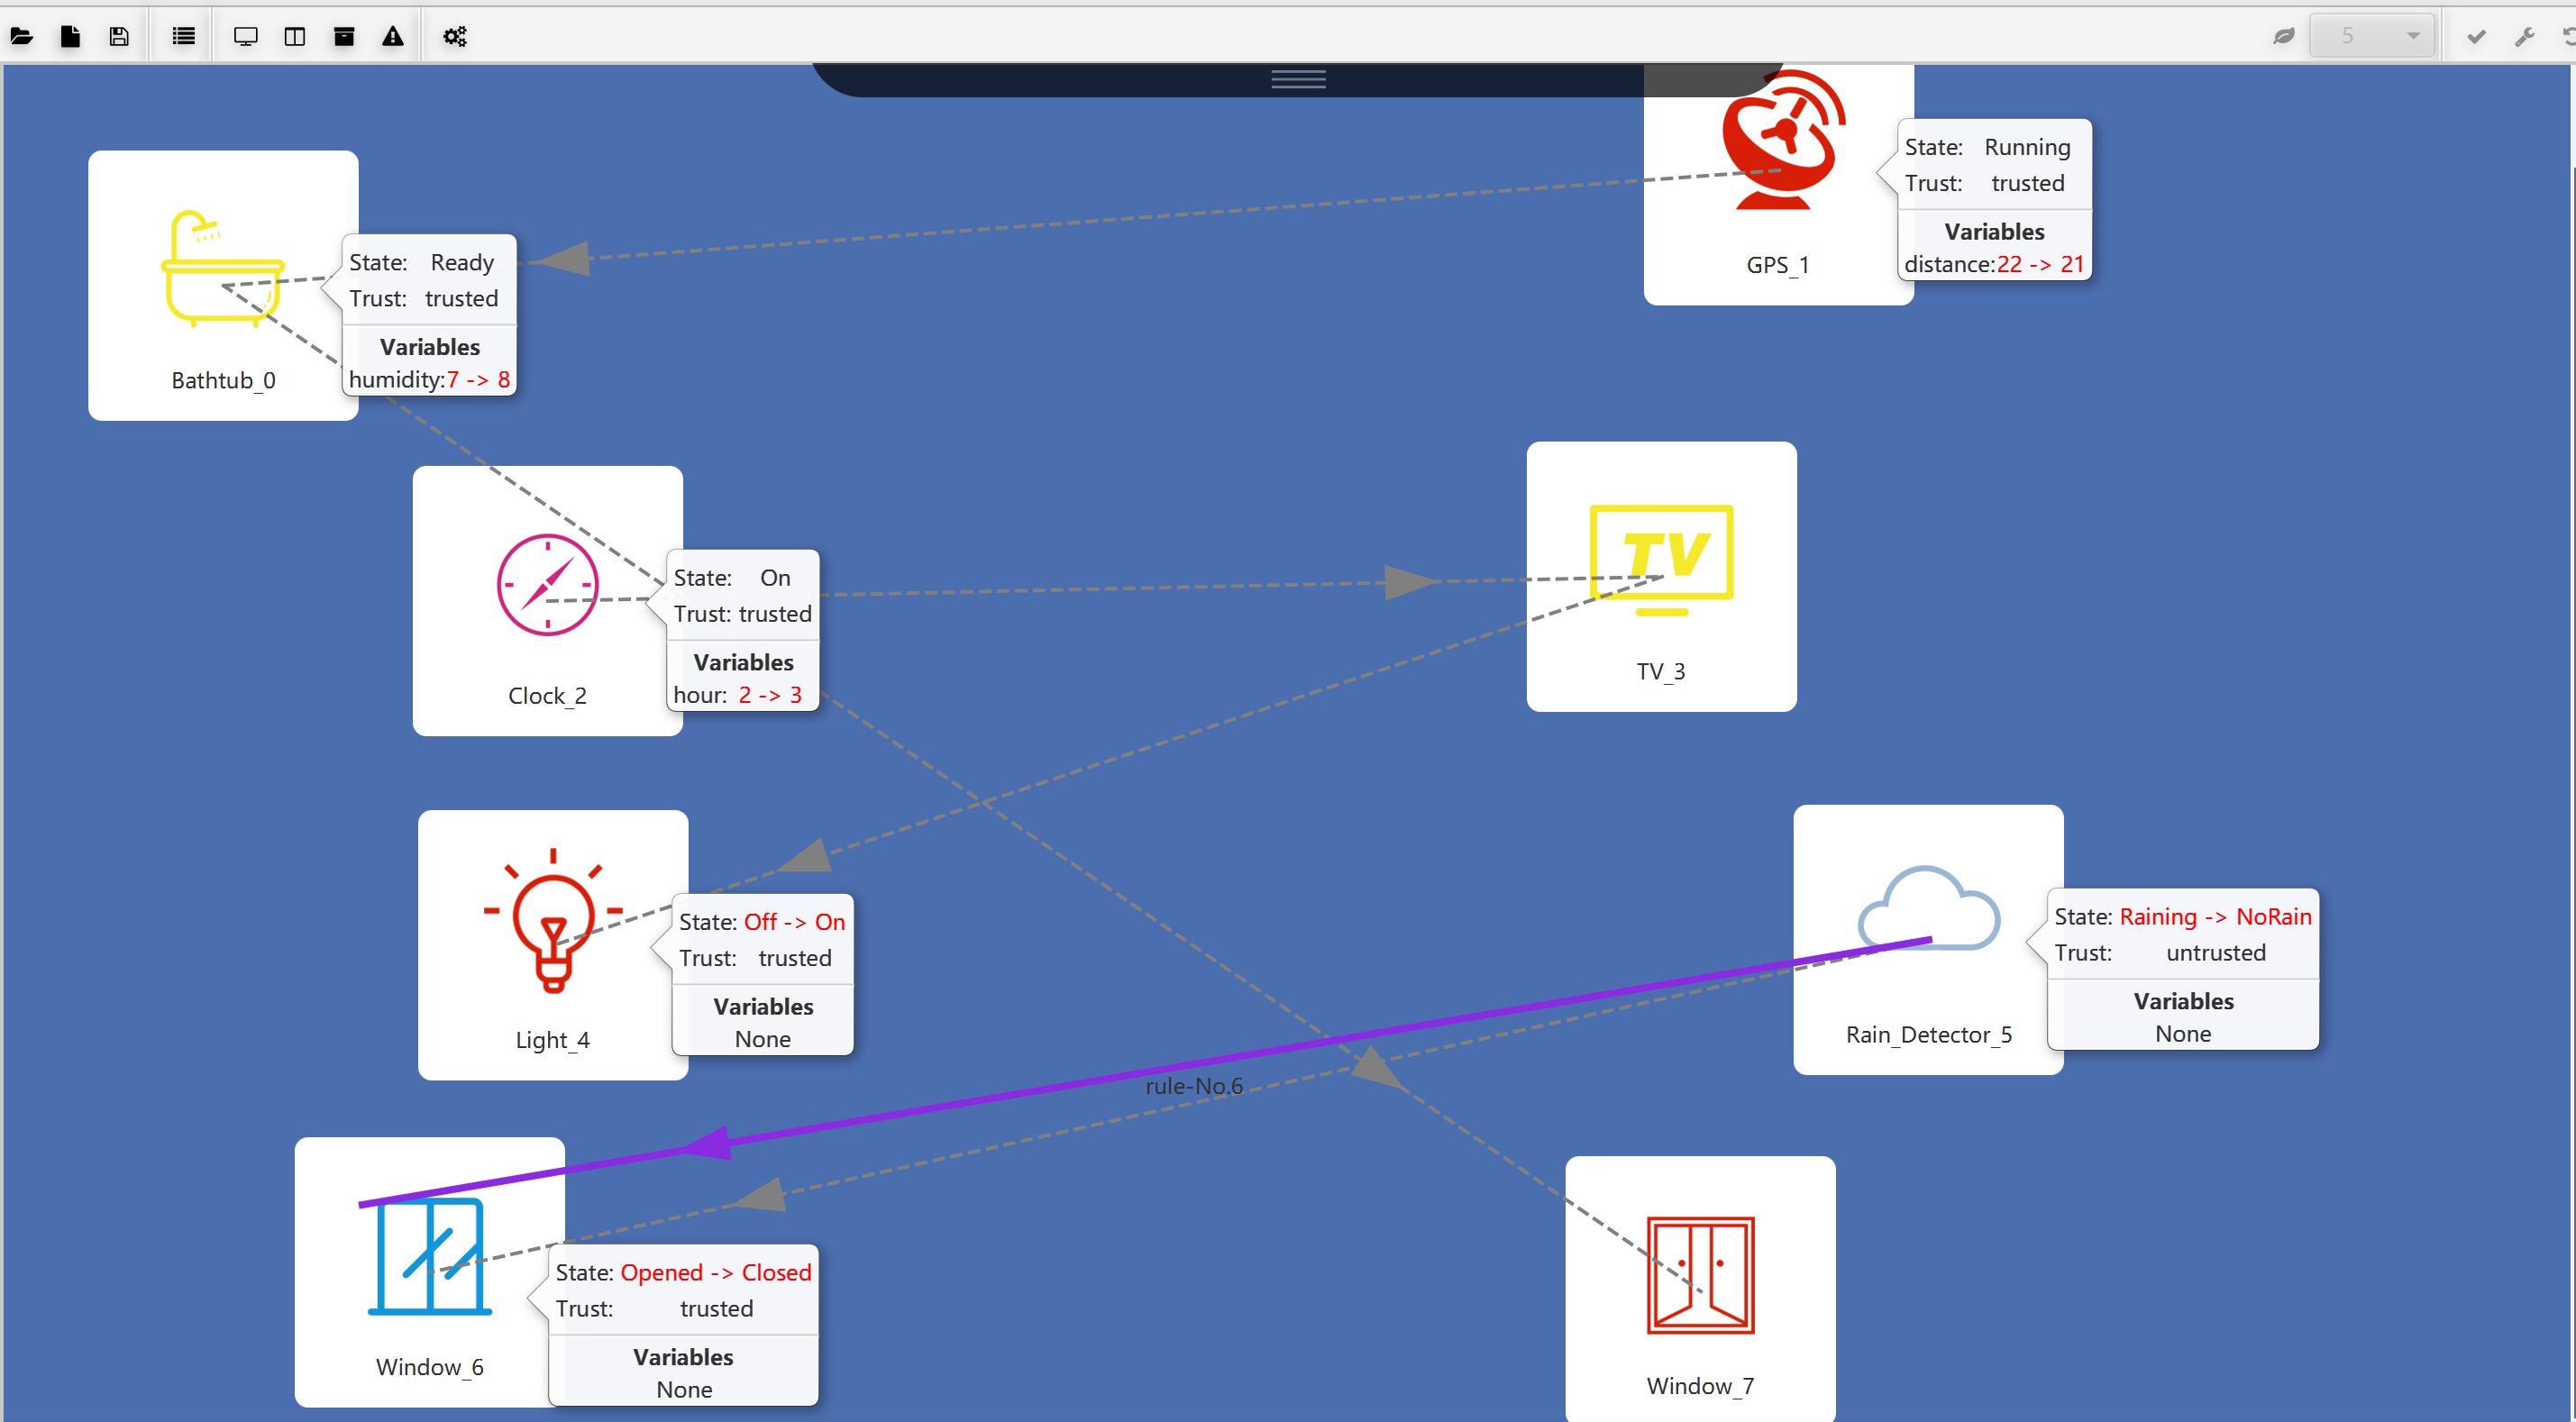 5
State: Running
Trust: trusted
Variables
distance:22 -> 21
GPS_1
State: Ready
Trust: trusted
Variables
humidity:7 -> 8
Bathtub_0
State: On
Trust: trusted
Variables
hour: 2 -> 3
Clock_2
TV
TV_3
State: Off -> On
Trust: trusted
Variables
None
Light_4
State: Raining -> NoRain
Trust: untrusted
Variables
None
Rain_Detector_5
rule-No.6
State: Opened -> Closed
Trust: trusted
Variables
None
Window_6
Window_7